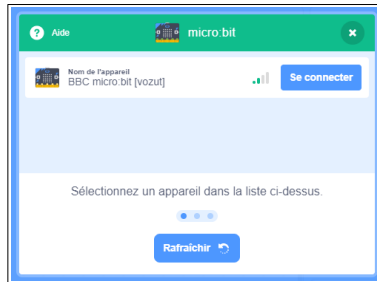 ? Aide
micro:bit
Nom de l'appareil
BBC micro:bit [vozut]
Se connecter
Sélectionnez un appareil dans la liste ci-dessus.
Rafraîchir